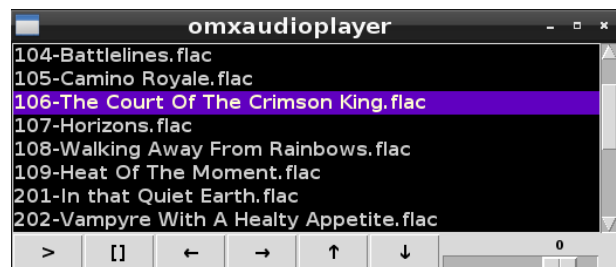 omxaudioplayer
104-Battlelines.flac
105-Camino Royale.flac
106-The Court Of The Crimson King.flac
107-Horizons.flac
108-Walking Away From Rainbows.flac
109-Heat Of The Moment.flac
201-In that Quiet Earth.flac
202-Vampyre With A Healty Appetite.flac
> [] ← → ↑ ↓ 0